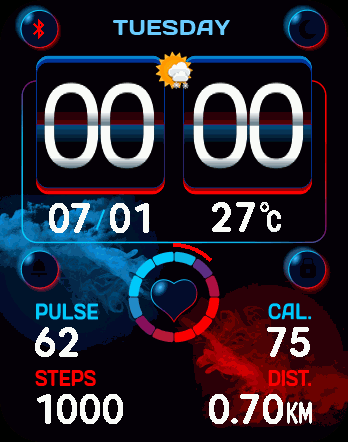 TUESDAY
00 00
07/01 27°C
PULSE CAL.
62 75
STEPS DIST.
1000 0.70KM